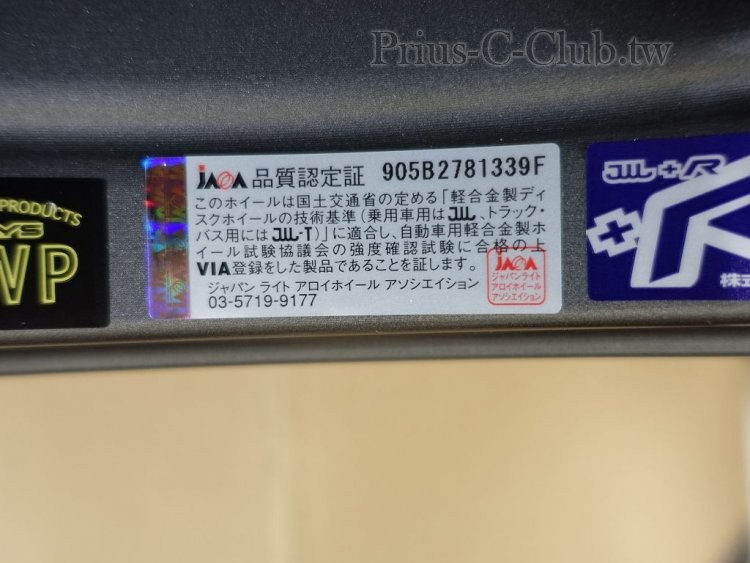 Prius-C-Club.tw
JAWA 品質認定証 905B2781339F
このホイールは国土交通省の定める「軽合金製ディ
スクホイールの技術基準(乗用車用はJWL、トラック・
バス用にはJWL-T)」に適合し、自動車用軽合金製ホ
イール試験協議会の強度確認試験に合格の上
VIA登録をした製品であることを証します。
ジャパン ライト アロイホイール アソシエイション
03-5719-9177
JAWA
ジャパンライト
アロイホイール
アソシエイション
PRODUCTS
JWL+R
株式